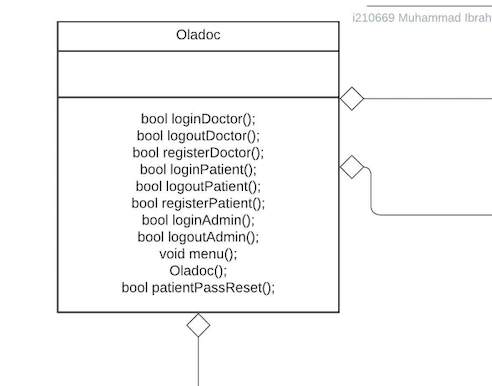 i210669 Muhammad Ibrah
Oladoc
bool loginDoctor();
bool logoutDoctor();
bool registerDoctor();
bool loginPatient();
bool logoutPatient();
bool registerPatient();
bool loginAdmin();
bool logoutAdmin();
void menu();
Oladoc();
bool patientPassReset();